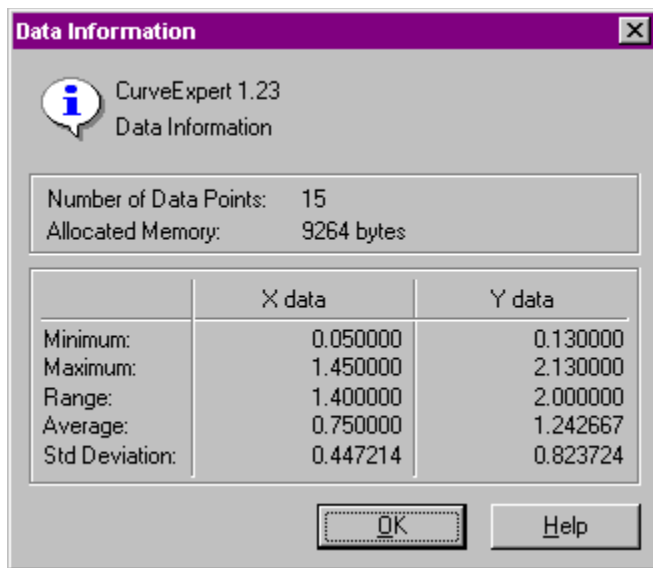 Data Information
CurveExpert 1.23
Data Information
Number of Data Points: 15
Allocated Memory: 9264 bytes
X data Y data
Minimum: 0.050000 0.130000
Maximum: 1.450000 2.130000
Range: 1.400000 2.000000
Average: 0.750000 1.242667
Std Deviation: 0.447214 0.823724
OK Help